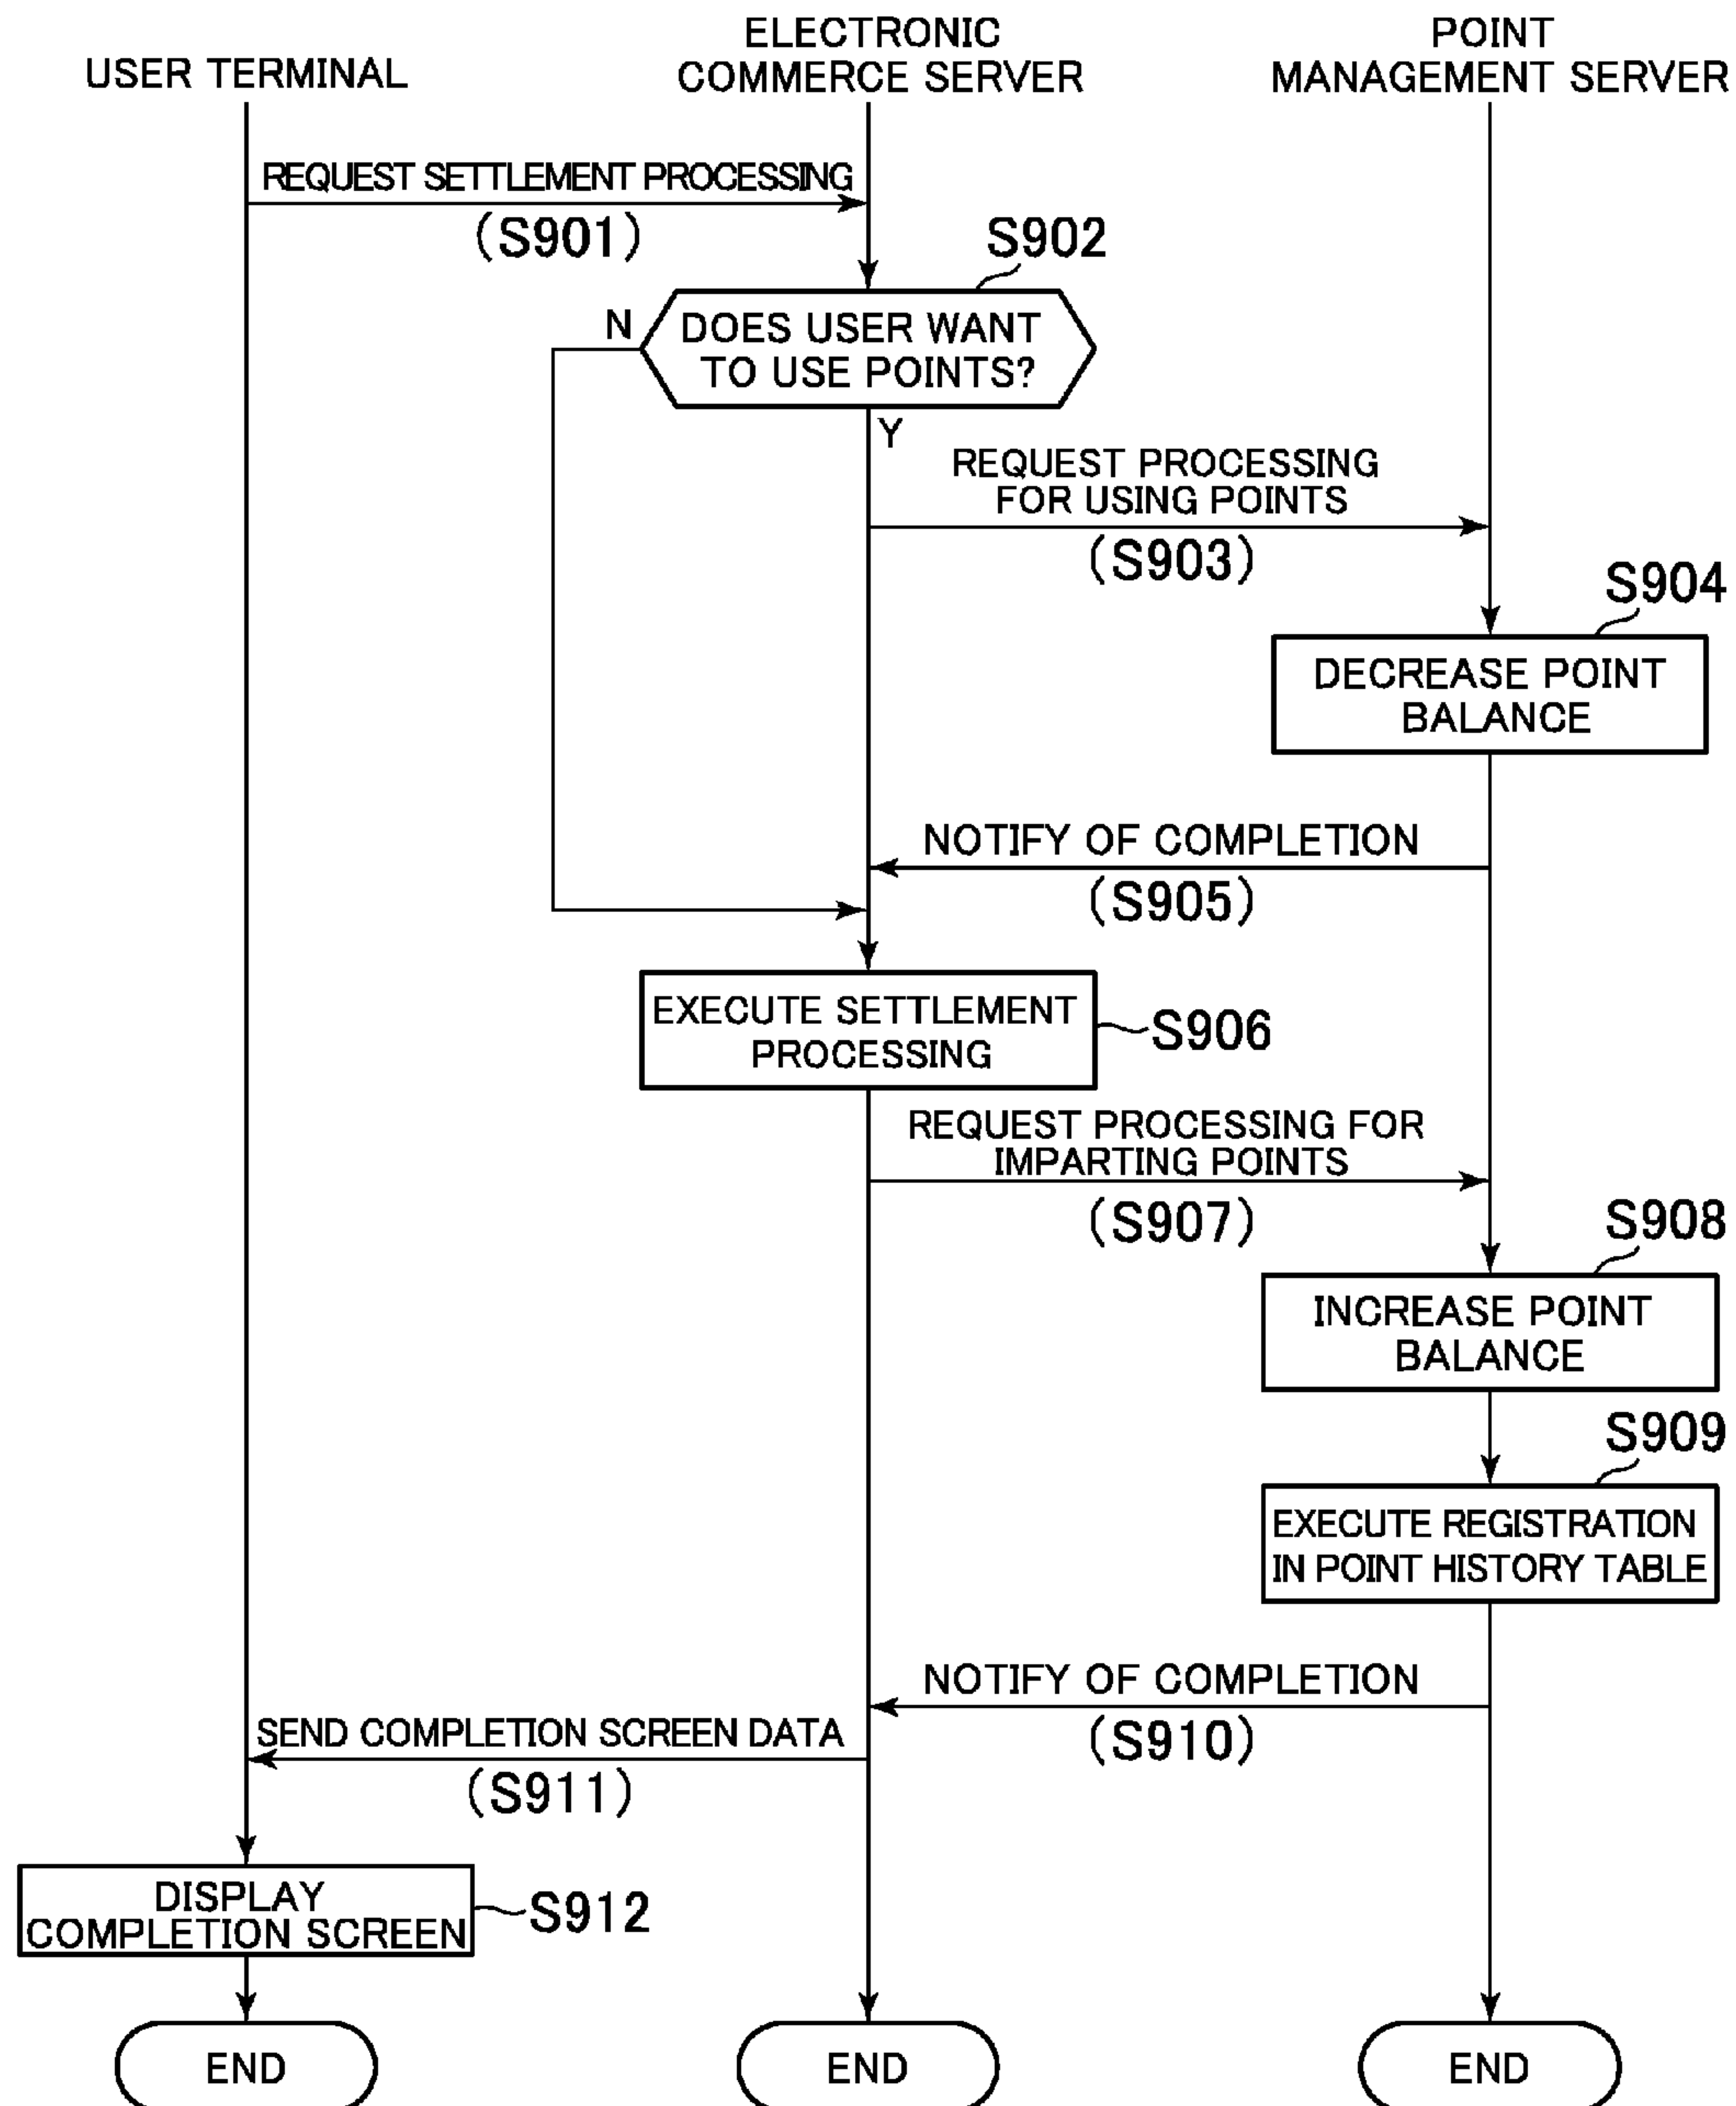 USER TERMINAL
ELECTRONIC
COMMERCE SERVER
POINT
MANAGEMENT SERVER
REQUEST SETTLEMENT PROCESSING
(S901)
S902
N
DOES USER WANT
TO USE POINTS?
Y
REQUEST PROCESSING
FOR USING POINTS
(S903)
S904
DECREASE POINT
BALANCE
NOTIFY OF COMPLETION
(S905)
EXECUTE SETTLEMENT
PROCESSING
S906
REQUEST PROCESSING FOR
IMPARTING POINTS
(S907)
S908
INCREASE POINT
BALANCE
S909
EXECUTE REGISTRATION
IN POINT HISTORY TABLE
NOTIFY OF COMPLETION
(S910)
SEND COMPLETION SCREEN DATA
(S911)
DISPLAY
COMPLETION SCREEN
S912
END
END
END